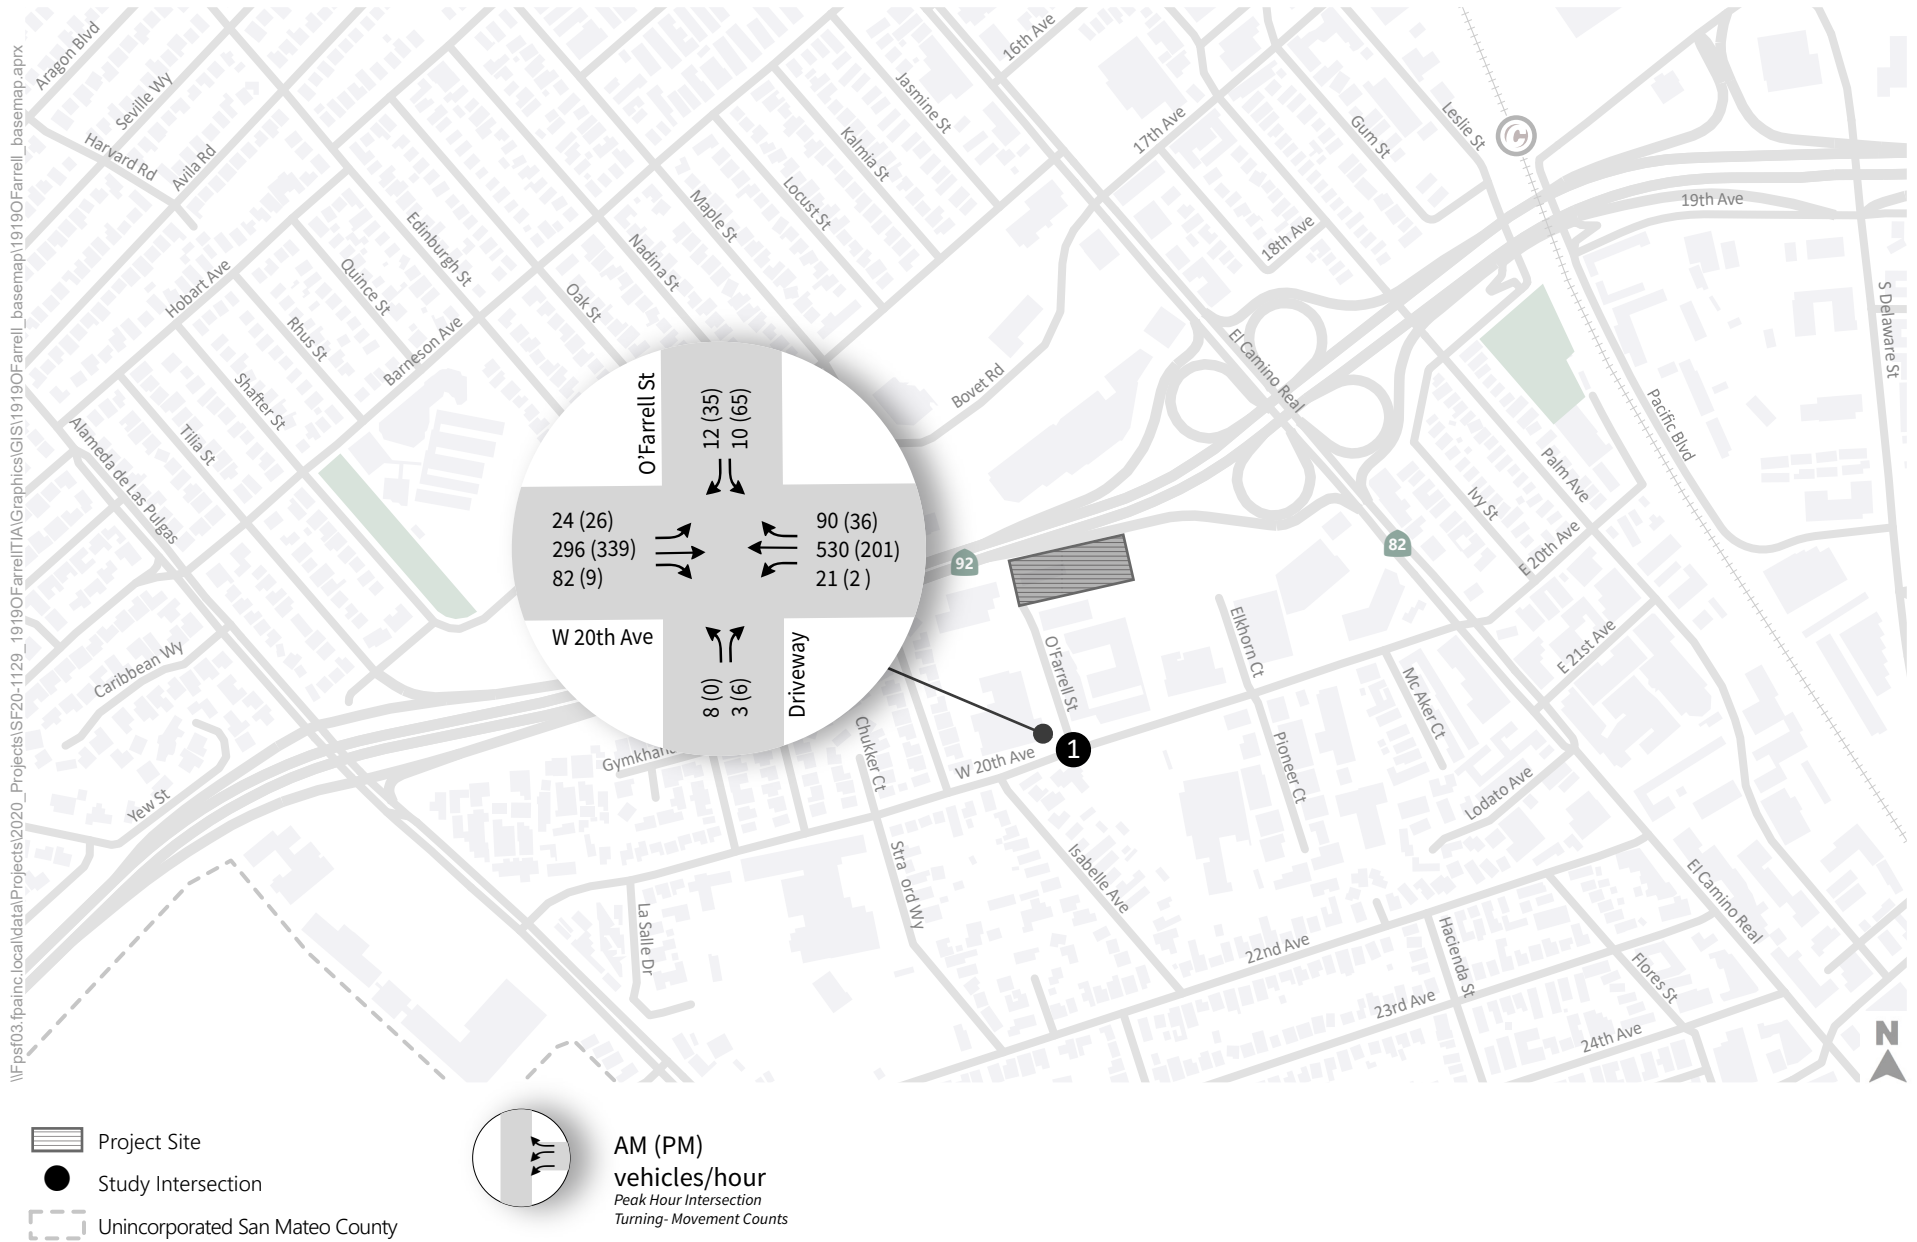 \\Fpsf03.fpainc.local\data\Projects\2020_Projects\SF20-1129_1919OFarrellTIA\Graphics\GIS\1919OFarrell_basemap\1919OFarrell_basemap.aprx
Aragon Blvd
Seville Wy
Harvard Rd
Avila Rd
Hobart Ave
Edinburgh St
Quince St
Rhus St
Barneson Ave
Shafter St
Tilia St
Alameda de Las Pulgas
Caribbean Wy
Yew St
16th Ave
Jasmine St
Kalmia St
Locust St
Maple St
Nadina St
Oak St
17th Ave
Gum St
Leslie St
18th Ave
19th Ave
S Delaware St
Bovet Rd
El Camino Real
Pacific Blvd
Palm Ave
Ivy St
E 20th Ave
E 21st Ave
92
82
O'Farrell St
12 (35)
10 (65)
24 (26)
296 (339)
82 (9)
90 (36)
530 (201)
21 (2 )
W 20th Ave
8 (0)
3 (6)
Driveway
O'Farrell St
Elkhorn Ct
Mc Aker Ct
Pioneer Ct
Lodato Ave
W 20th Ave
1
Chukker Ct
Stra ord Wy
Isabelle Ave
La Salle Dr
22nd Ave
23rd Ave
24th Ave
Hacienda St
Flores St
El Camino Real
N
Project Site
Study Intersection
Unincorporated San Mateo County
AM (PM)
vehicles/hour
Peak Hour Intersection
Turning- Movement Counts